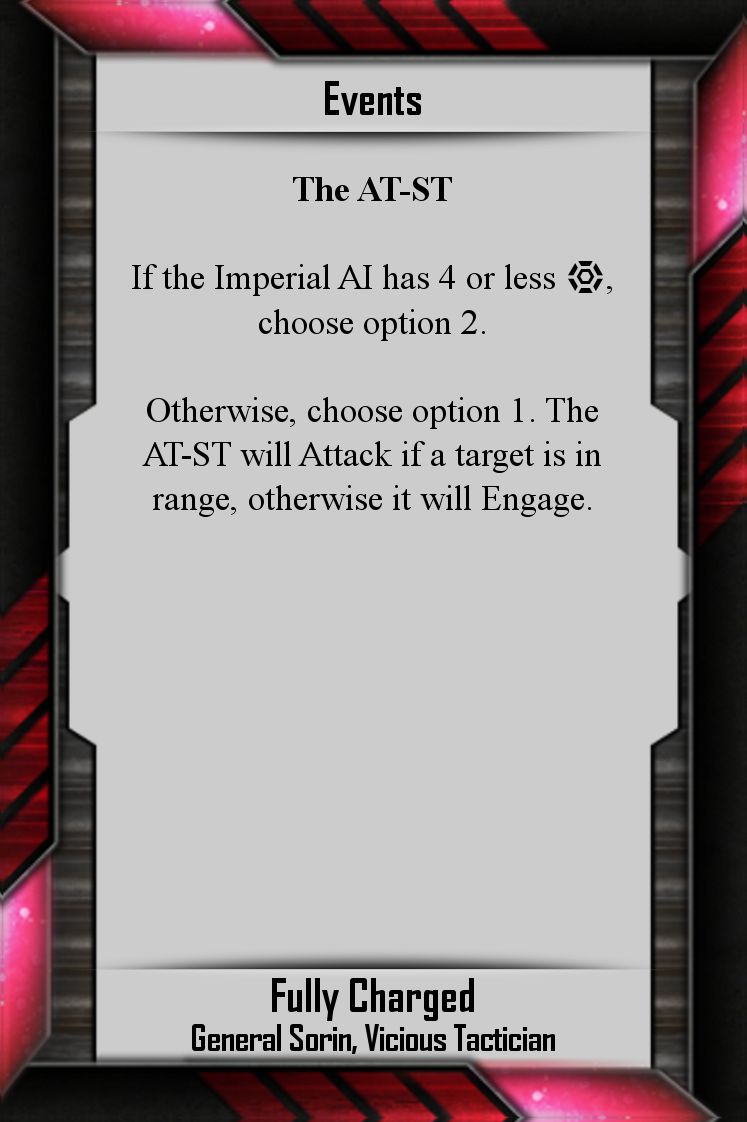 Events
The AT-ST
If the Imperial AI has 4 or less ,
choose option 2.
Otherwise, choose option 1. The
AT-ST will Attack if a target is in
range, otherwise it will Engage.
Fully Charged
General Sorin, Vicious Tactician